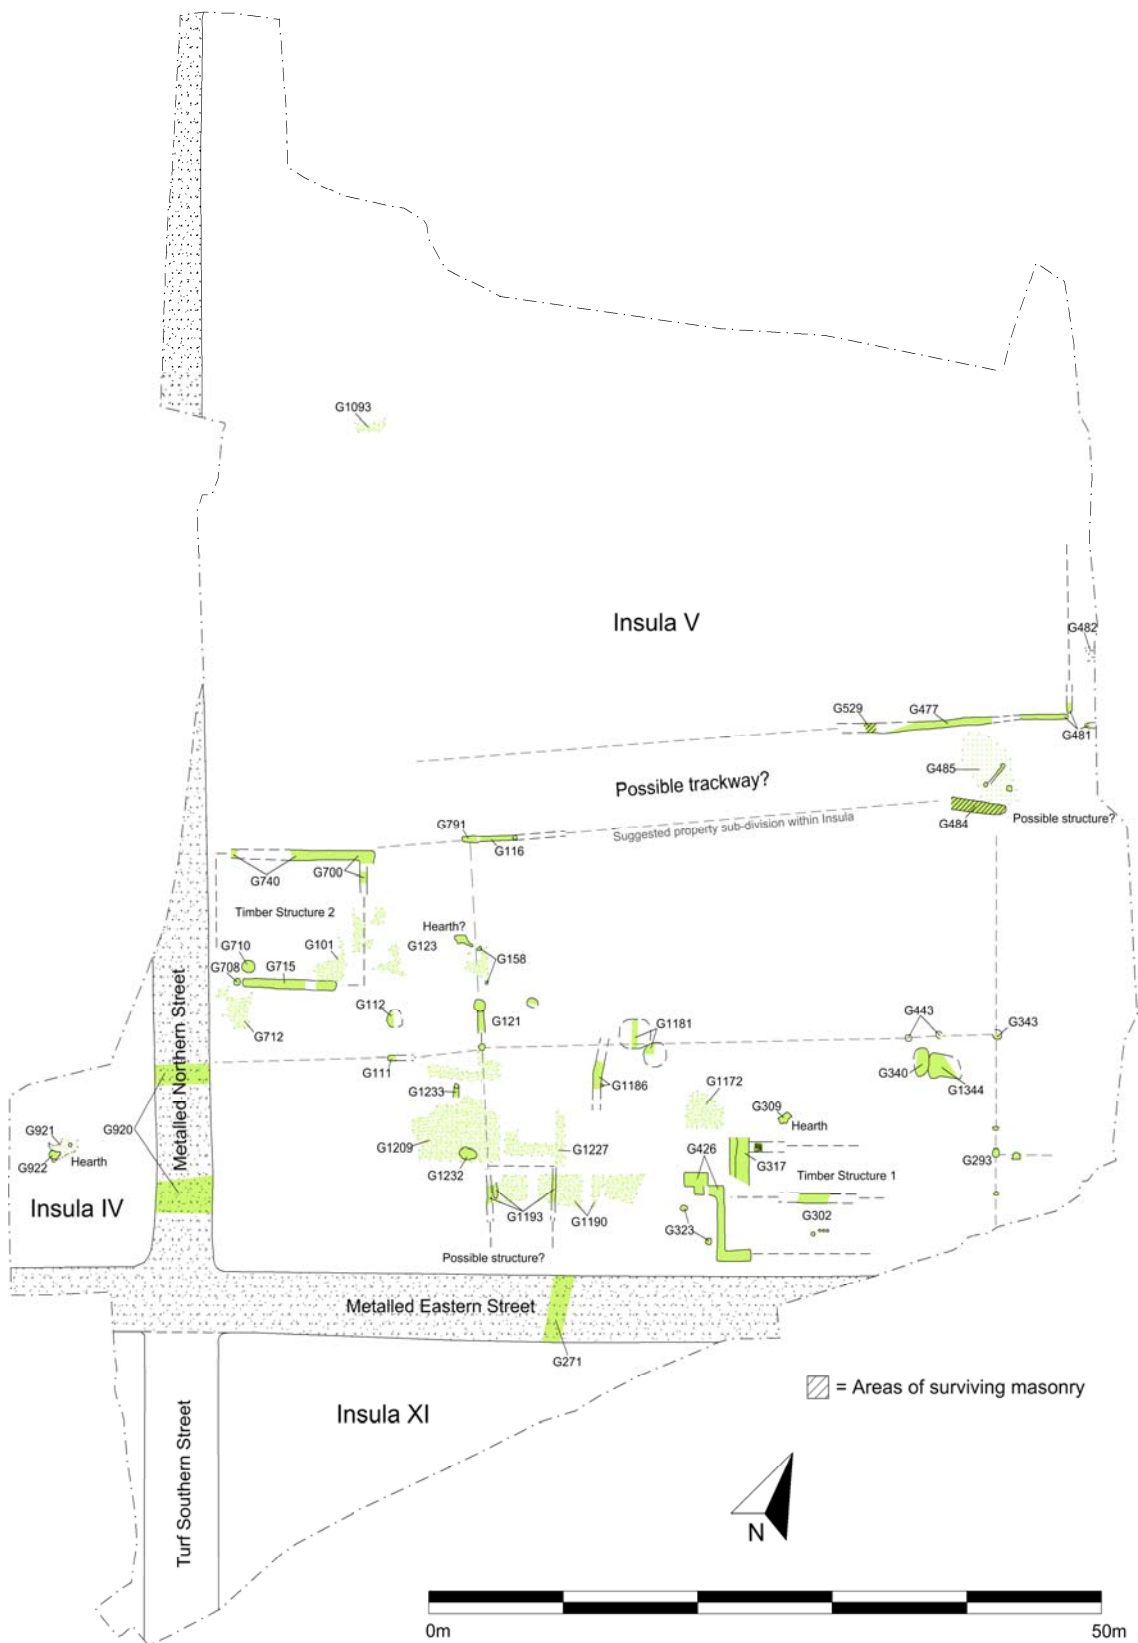 G1093
Insula V
G482
G529
G477
G481
Possible trackway?
G485
G791
G116
Suggested property sub-division within Insula
G484
Possible structure?
G740
G700
Timber Structure 2
Hearth?
G710
G101
G123
G158
G708
G715
G112
G121
G712
G1181
G443
G343
G111
G340
G1344
G1233
G1186
G1172
G309
Hearth
Metalled Northern Street
G921
G920
G922
Hearth
G1209
G1227
G426
G293
G1232
G317
Timber Structure 1
Insula IV
G1193
G1190
G323
G302
Possible structure?
Metalled Eastern Street
G271
= Areas of surviving masonry
Insula XI
Turf Southern Street
N
0m
50m